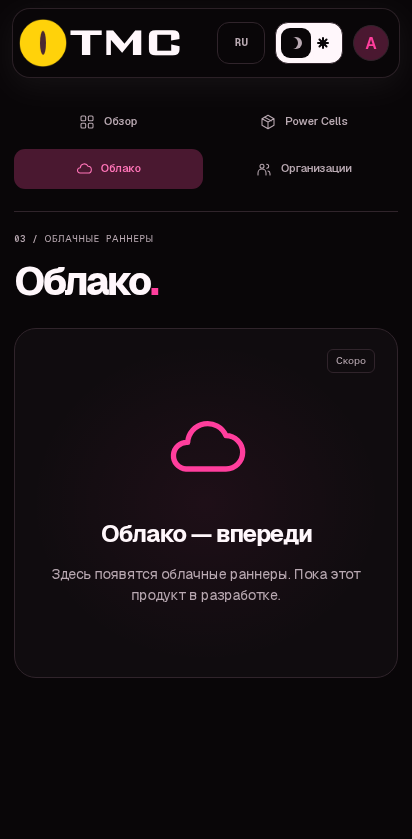 TMC
RU
A
Обзор
Power Cells
Облако
Организации
03 / ОБЛАЧНЫЕ РАННЕРЫ
Облако.
Скоро
Облако — впереди
Здесь появятся облачные раннеры. Пока этот
продукт в разработке.